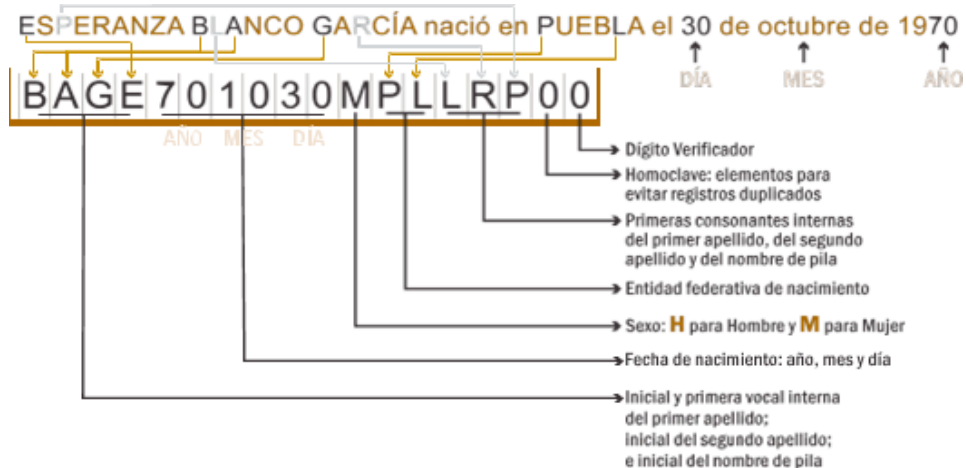 ESPERANZA BLANCO GARCÍA nació en PUEBLA el 30 de octubre de 1970
DÍA MES AÑO
BAGE701030MPLLRP00
AÑO MES DÍA
Dígito Verificador
Homoclave: elementos para
evitar registros duplicados
Primeras consonantes internas
del primer apellido, del segundo
apellido y del nombre de pila
Entidad federativa de nacimiento
Sexo: H para Hombre y M para Mujer
Fecha de nacimiento: año, mes y día
Inicial y primera vocal interna
del primer apellido;
inicial del segundo apellido;
e inicial del nombre de pila